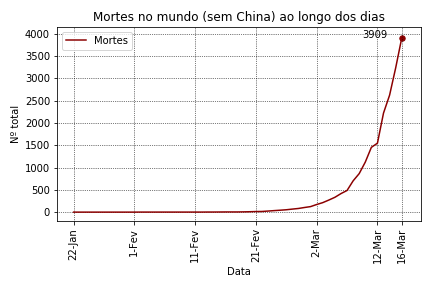 Mortes no mundo (sem China) ao longo dos dias
Mortes
3909
Nº total
4000
3500
3000
2500
2000
1500
1000
500
0
22-Jan
1-Fev
11-Fev
21-Fev
2-Mar
12-Mar
16-Mar
Data